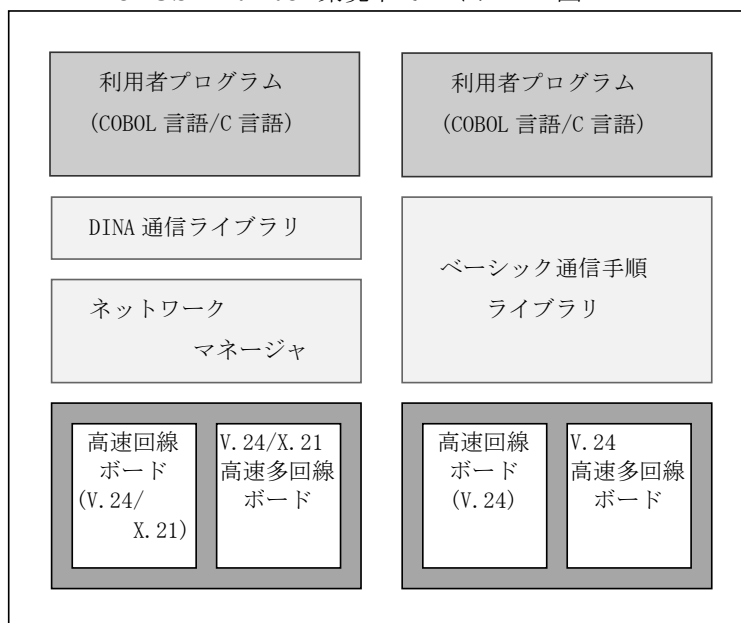 利用者プログラム
(COBOL 言語/C 言語)
DINA 通信ライブラリ
ネットワーク
マネージャ
高速回線
ボード
(V.24/
X.21)
V.24/X.21
高速多回線
ボード
利用者プログラム
(COBOL 言語/C 言語)
ベーシック通信手順
ライブラリ
高速回線
ボード
(V.24)
V.24
高速多回線
ボード